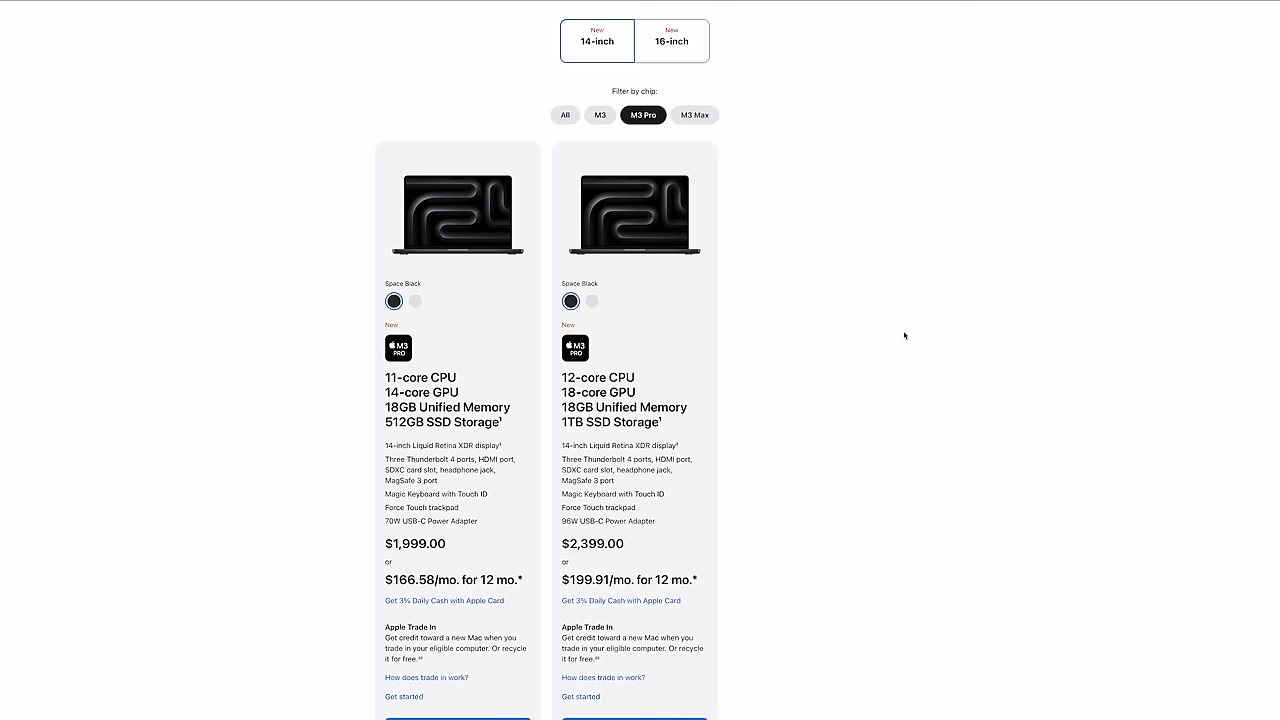 New
14-inch
New
16-inch
Filter by chip:
All
M3
M3 Pro
M3 Max
Space Black
New
M3
PRO
11-core CPU
14-core GPU
18GB Unified Memory
512GB SSD Storage¹
14-inch Liquid Retina XDR display²
Three Thunderbolt 4 ports, HDMI port,
SDXC card slot, headphone jack,
MagSafe 3 port
Magic Keyboard with Touch ID
Force Touch trackpad
70W USB-C Power Adapter
$1,999.00
or
$166.58/mo. for 12 mo.*
Get 3% Daily Cash with Apple Card
Apple Trade In
Get credit toward a new Mac when you
trade in your eligible computer. Or recycle
it for free.**
How does trade in work?
Get started
Space Black
New
M3
PRO
12-core CPU
18-core GPU
18GB Unified Memory
1TB SSD Storage¹
14-inch Liquid Retina XDR display²
Three Thunderbolt 4 ports, HDMI port,
SDXC card slot, headphone jack,
MagSafe 3 port
Magic Keyboard with Touch ID
Force Touch trackpad
96W USB-C Power Adapter
$2,399.00
or
$199.91/mo. for 12 mo.*
Get 3% Daily Cash with Apple Card
Apple Trade In
Get credit toward a new Mac when you
trade in your eligible computer. Or recycle
it for free.**
How does trade in work?
Get started